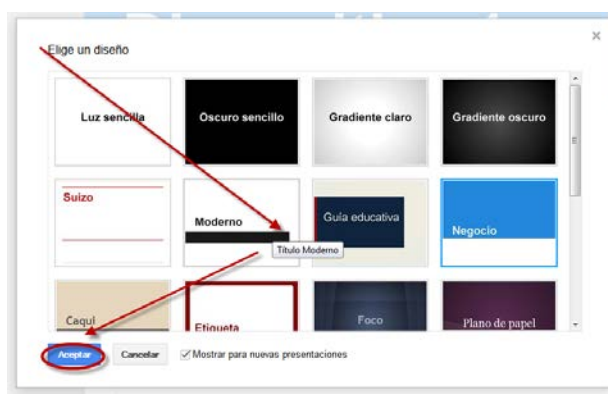 Elige un diseño
Luz sencilla
Oscuro sencillo
Gradiente claro
Gradiente oscuro
Suizo
Moderno
Guía educativa
Negocio
Título Moderno
Caqui
Etiqueta
Foco
Plano de papel
Aceptar
Cancelar
Mostrar para nuevas presentaciones